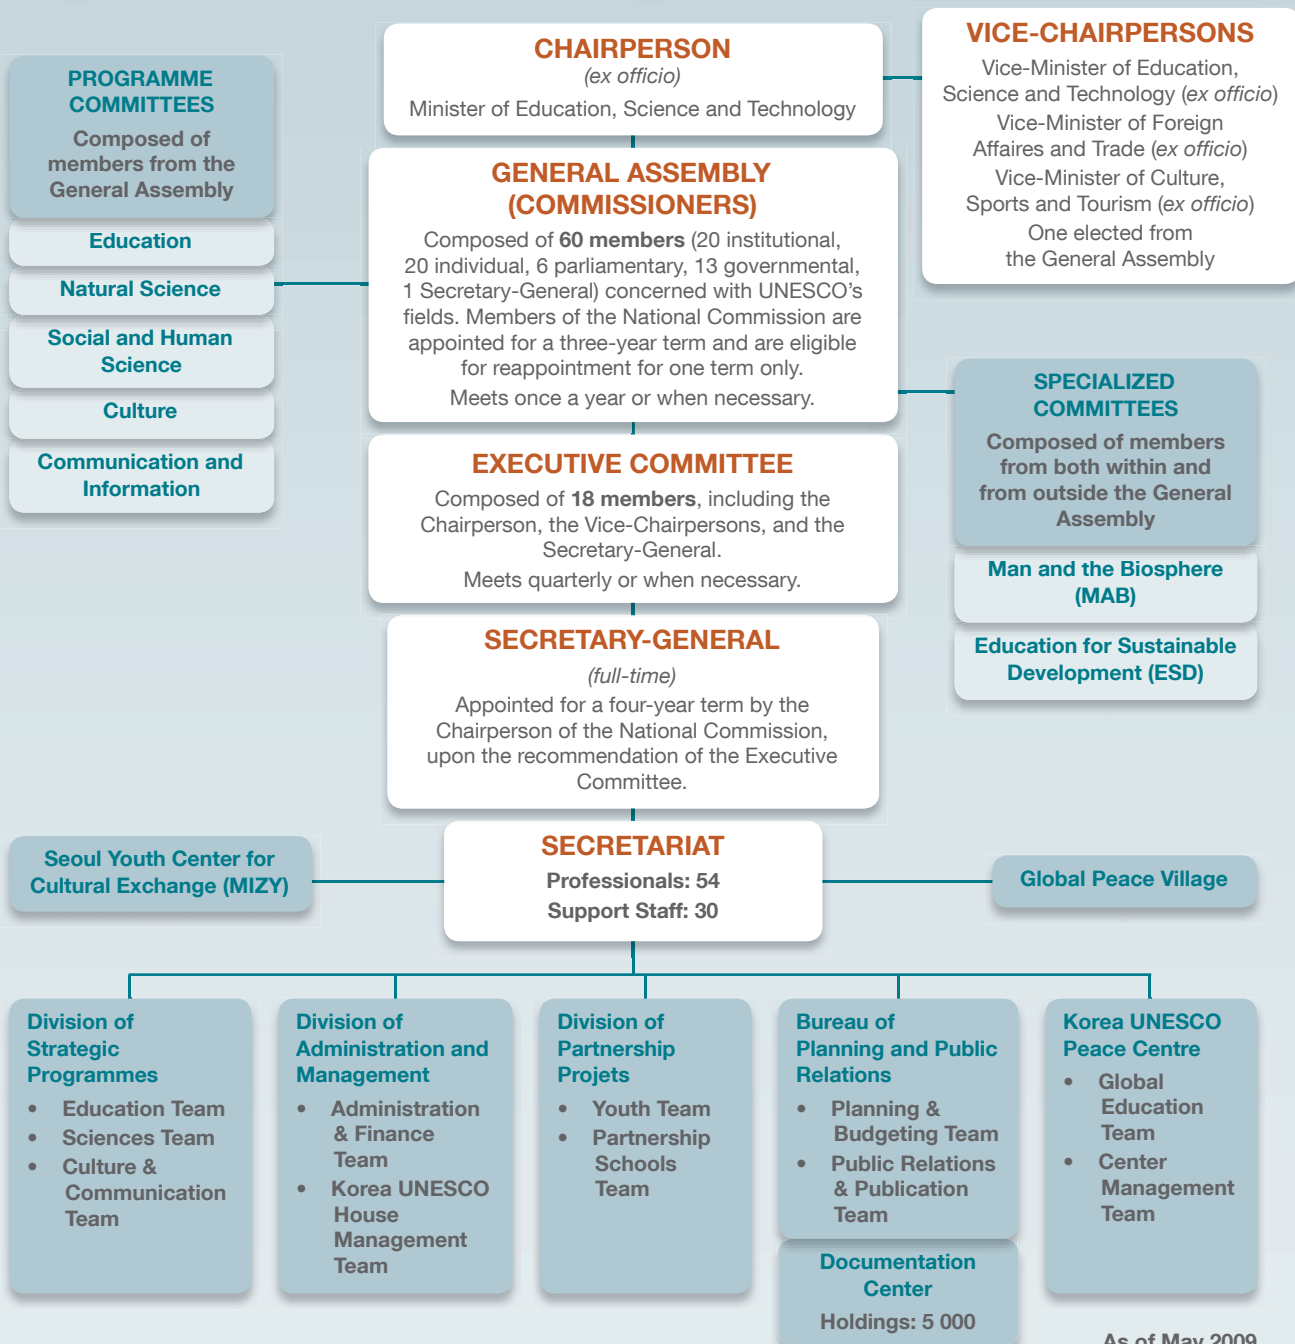 CHAIRPERSON
(ex officio)
Minister of Education, Science and Technology
VICE-CHAIRPERSONS
Vice-Minister of Education,
Science and Technology (ex officio)
Vice-Minister of Foreign
Affaires and Trade (ex officio)
Vice-Minister of Culture,
Sports and Tourism (ex officio)
One elected from
the General Assembly
PROGRAMME
COMMITTEES
Composed of
members from the
General Assembly
Education
Natural Science
Social and Human
Science
Culture
Communication and
Information
GENERAL ASSEMBLY
(COMMISSIONERS)
Composed of 60 members (20 institutional,
20 individual, 6 parliamentary, 13 governmental,
1 Secretary-General) concerned with UNESCO's
fields. Members of the National Commission are
appointed for a three-year term and are eligible
for reappointment for one term only.
Meets once a year or when necessary.
SPECIALIZED
COMMITTEES
Composed of members
from both within and
from outside the General
Assembly
Man and the Biosphere
(MAB)
Education for Sustainable
Development (ESD)
EXECUTIVE COMMITTEE
Composed of 18 members, including the
Chairperson, the Vice-Chairpersons, and the
Secretary-General.
Meets quarterly or when necessary.
SECRETARY-GENERAL
(full-time)
Appointed for a four-year term by the
Chairperson of the National Commission,
upon the recommendation of the Executive
Committee.
Seoul Youth Center for
Cultural Exchange (MIZY)
SECRETARIAT
Professionals: 54
Support Staff: 30
Global Peace Village
Division of
Strategic
Programmes
• Education Team
• Sciences Team
• Culture &
Communication
Team
Division of
Administration and
Management
• Administration
& Finance
Team
• Korea UNESCO
House
Management
Team
Division of
Partnership
Projets
• Youth Team
• Partnership
Schools
Team
Bureau of
Planning and Public
Relations
• Planning &
Budgeting Team
• Public Relations
& Publication
Team
Documentation
Center
Holdings: 5 000
Korea UNESCO
Peace Centre
• Global
Education
Team
• Center
Management
Team
As of May 2009